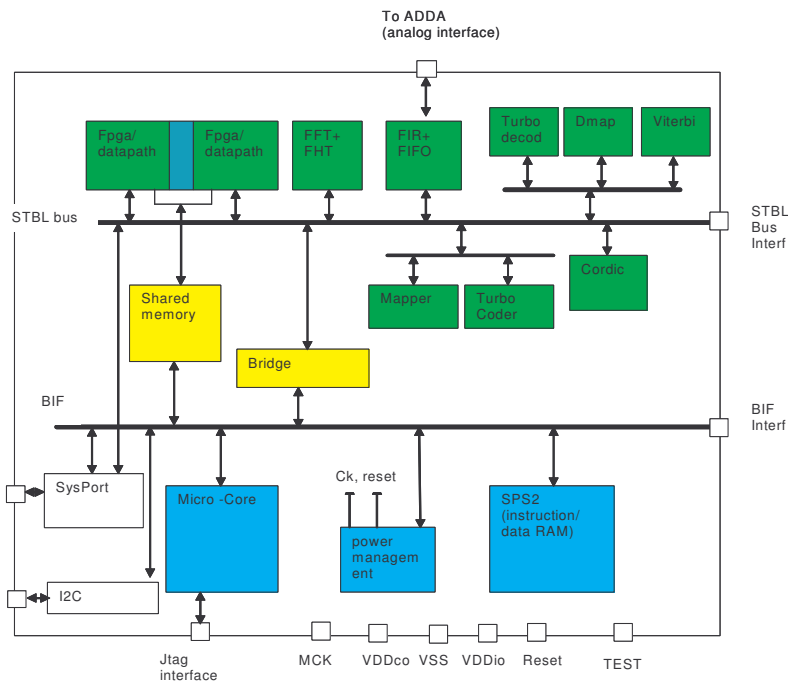 To ADDA
(analog interface)
Fpga/
datapath
Fpga/
datapath
FFT+
FHT
FIR+
FIFO
Turbo
decod
Dmap
Viterbi
STBL bus
STBL
Bus
Interf
Shared
memory
Mapper
Turbo
Coder
Cordic
Bridge
BIF
BIF
Interf
SysPort
Micro -Core
Ck, reset
power
managem
ent
SPS2
(instruction/
data RAM)
I2C
Jtag
interface
MCK
VDDco
VSS
VDDio
Reset
TEST